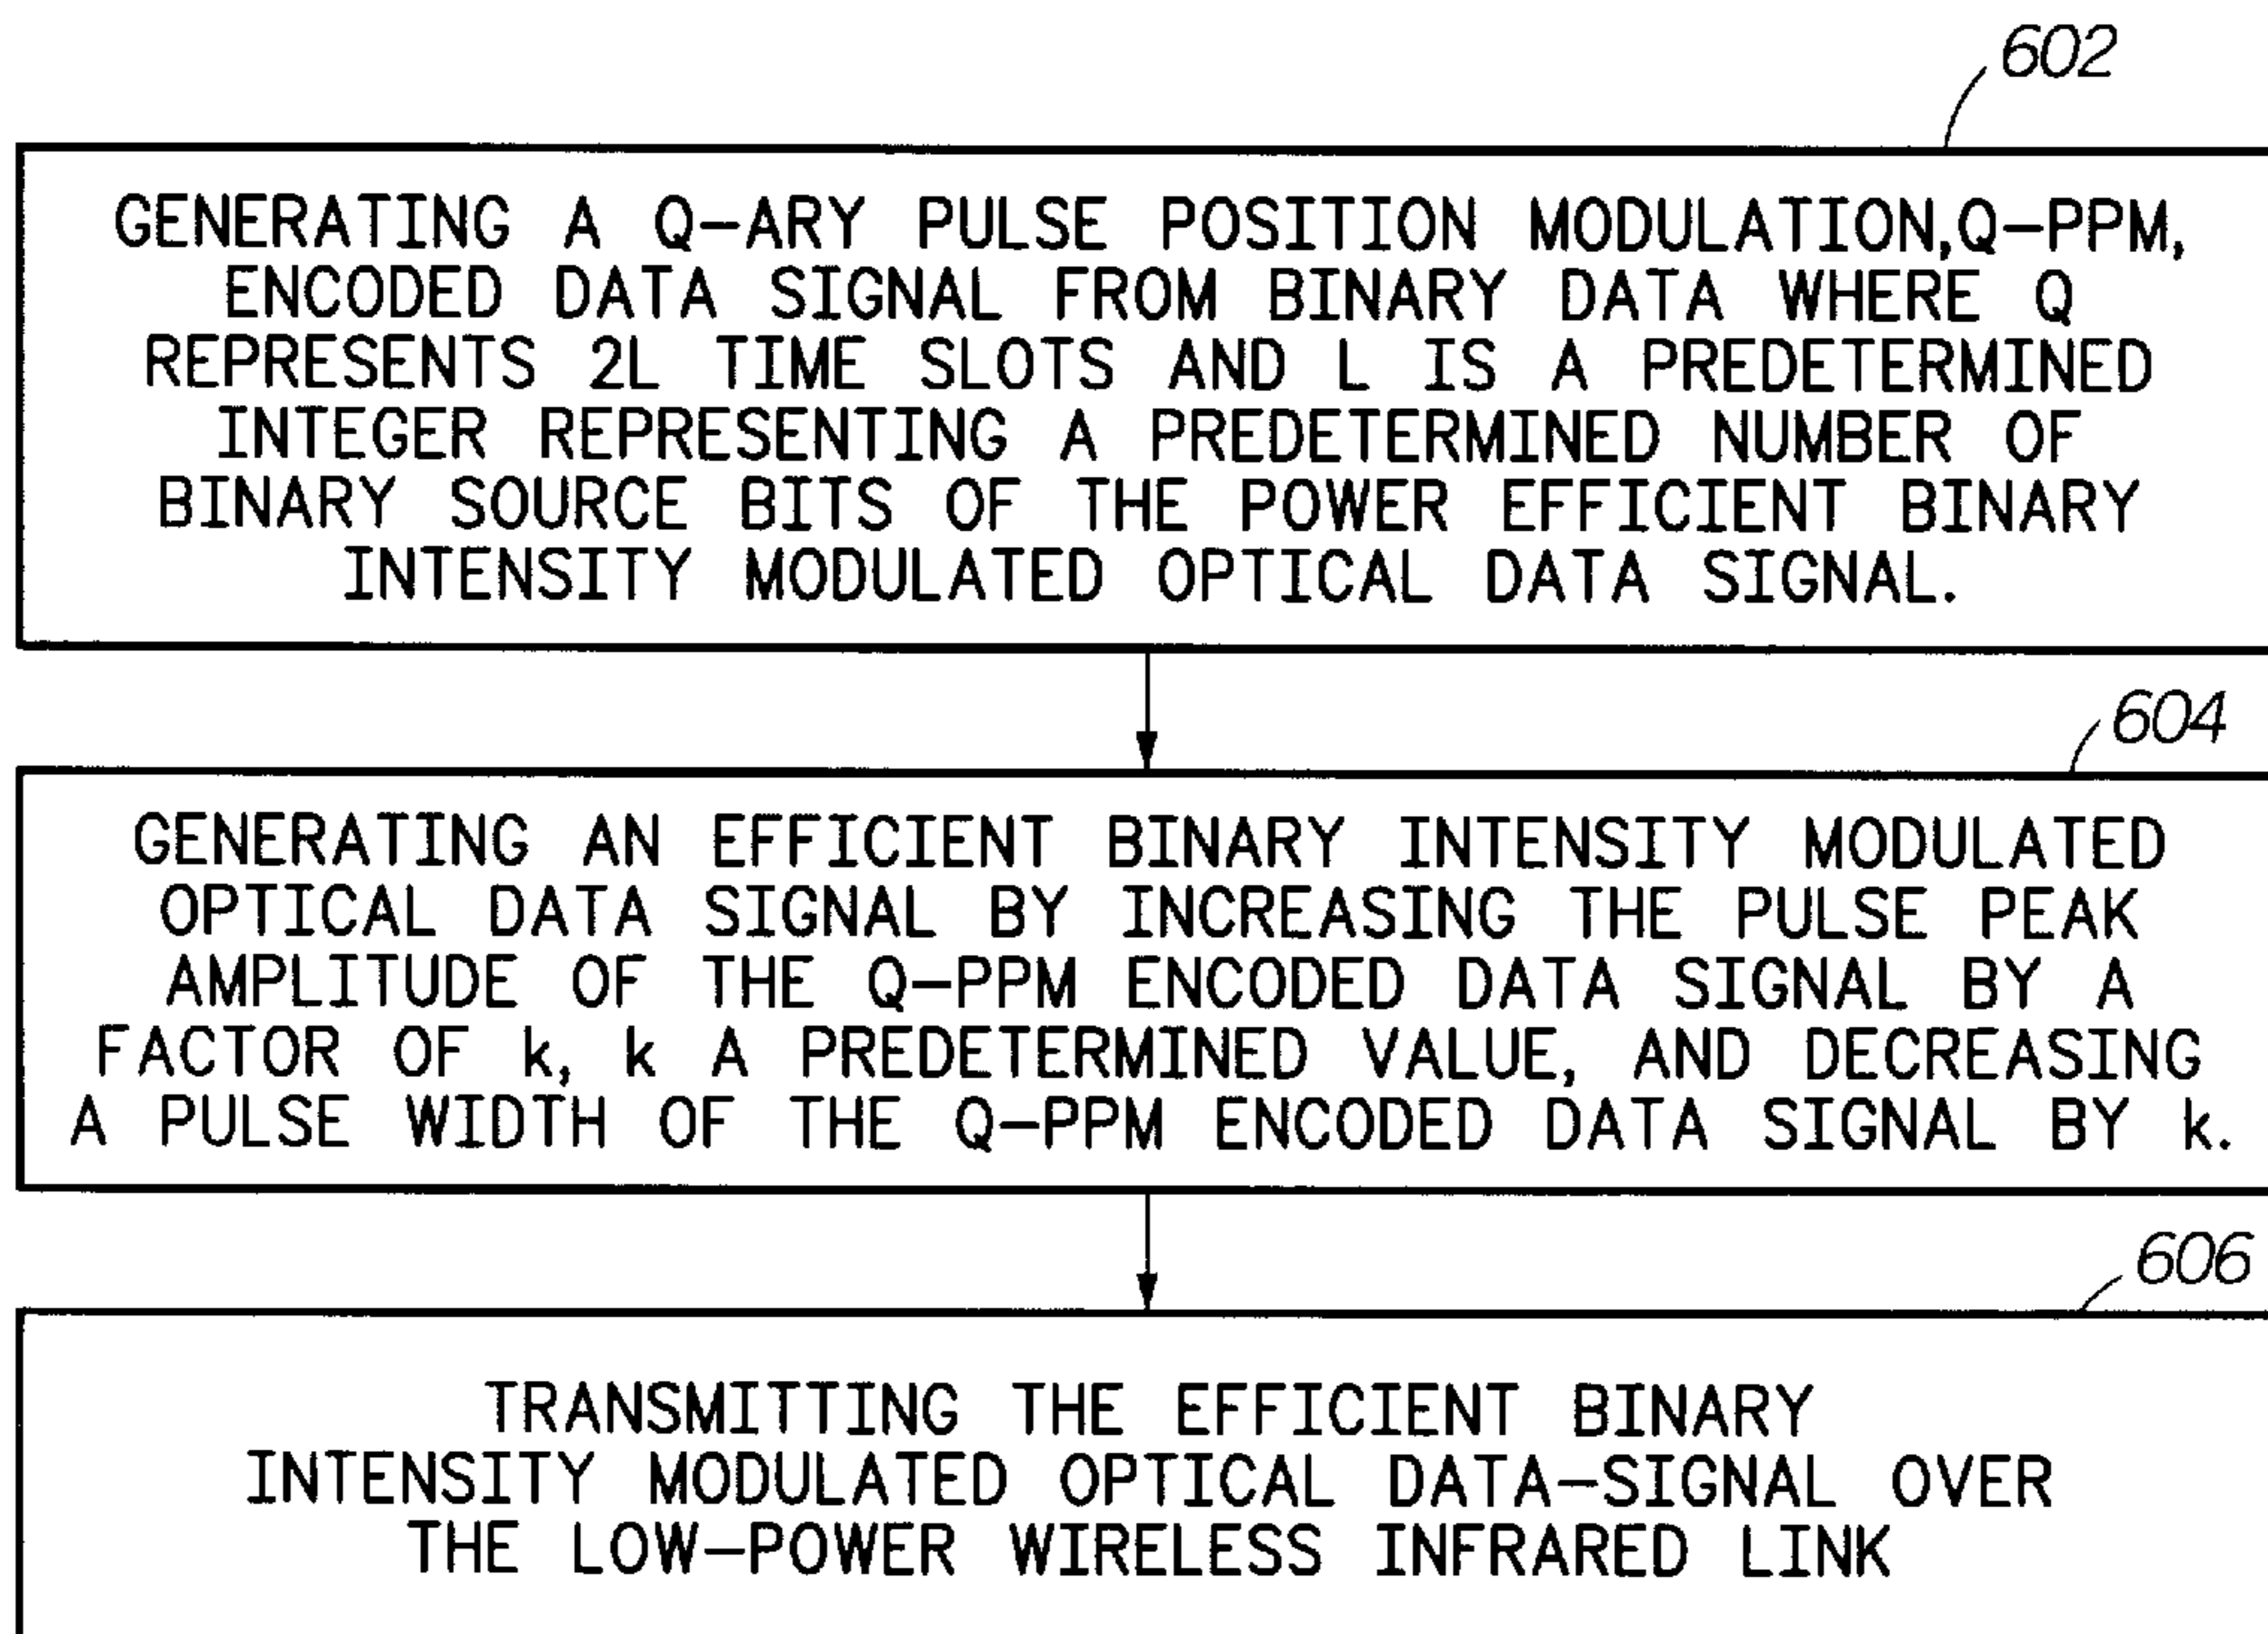 602
GENERATING A Q-ARY PULSE POSITION MODULATION,Q-PPM,
ENCODED DATA SIGNAL FROM BINARY DATA WHERE Q
REPRESENTS 2L TIME SLOTS AND L IS A PREDETERMINED
INTEGER REPRESENTING A PREDETERMINED NUMBER OF
BINARY SOURCE BITS OF THE POWER EFFICIENT BINARY
INTENSITY MODULATED OPTICAL DATA SIGNAL.
604
GENERATING AN EFFICIENT BINARY INTENSITY MODULATED
OPTICAL DATA SIGNAL BY INCREASING THE PULSE PEAK
AMPLITUDE OF THE Q-PPM ENCODED DATA SIGNAL BY A
FACTOR OF k, k A PREDETERMINED VALUE, AND DECREASING
A PULSE WIDTH OF THE Q-PPM ENCODED DATA SIGNAL BY k.
606
TRANSMITTING THE EFFICIENT BINARY
INTENSITY MODULATED OPTICAL DATA-SIGNAL OVER
THE LOW-POWER WIRELESS INFRARED LINK